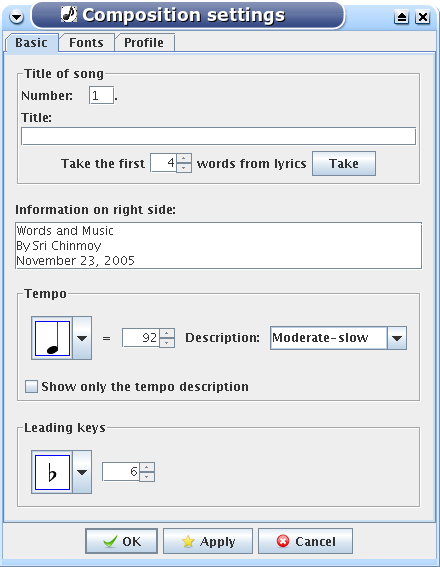 Composition settings
Basic Fonts Profile
Title of song
Number: 1 .
Title:
Take the first 4 words from lyrics Take
Information on right side:
Words and Music
By Sri Chinmoy
November 23, 2005
Tempo
= 92 Description: Moderate-slow
Show only the tempo description
Leading keys
6
OK Apply Cancel